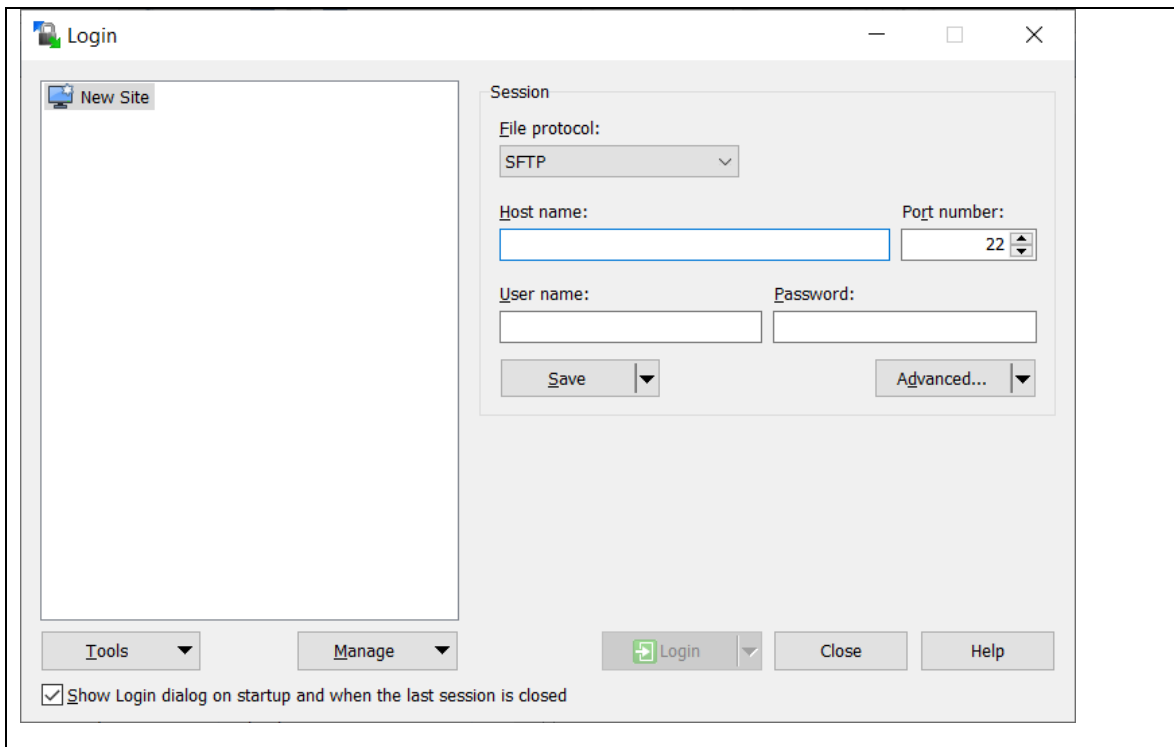 Login
New Site
Session
File protocol:
SFTP
Host name:
Port number:
22
User name:
Password:
Save
Advanced...
Tools
Manage
Login
Close
Help
Show Login dialog on startup and when the last session is closed